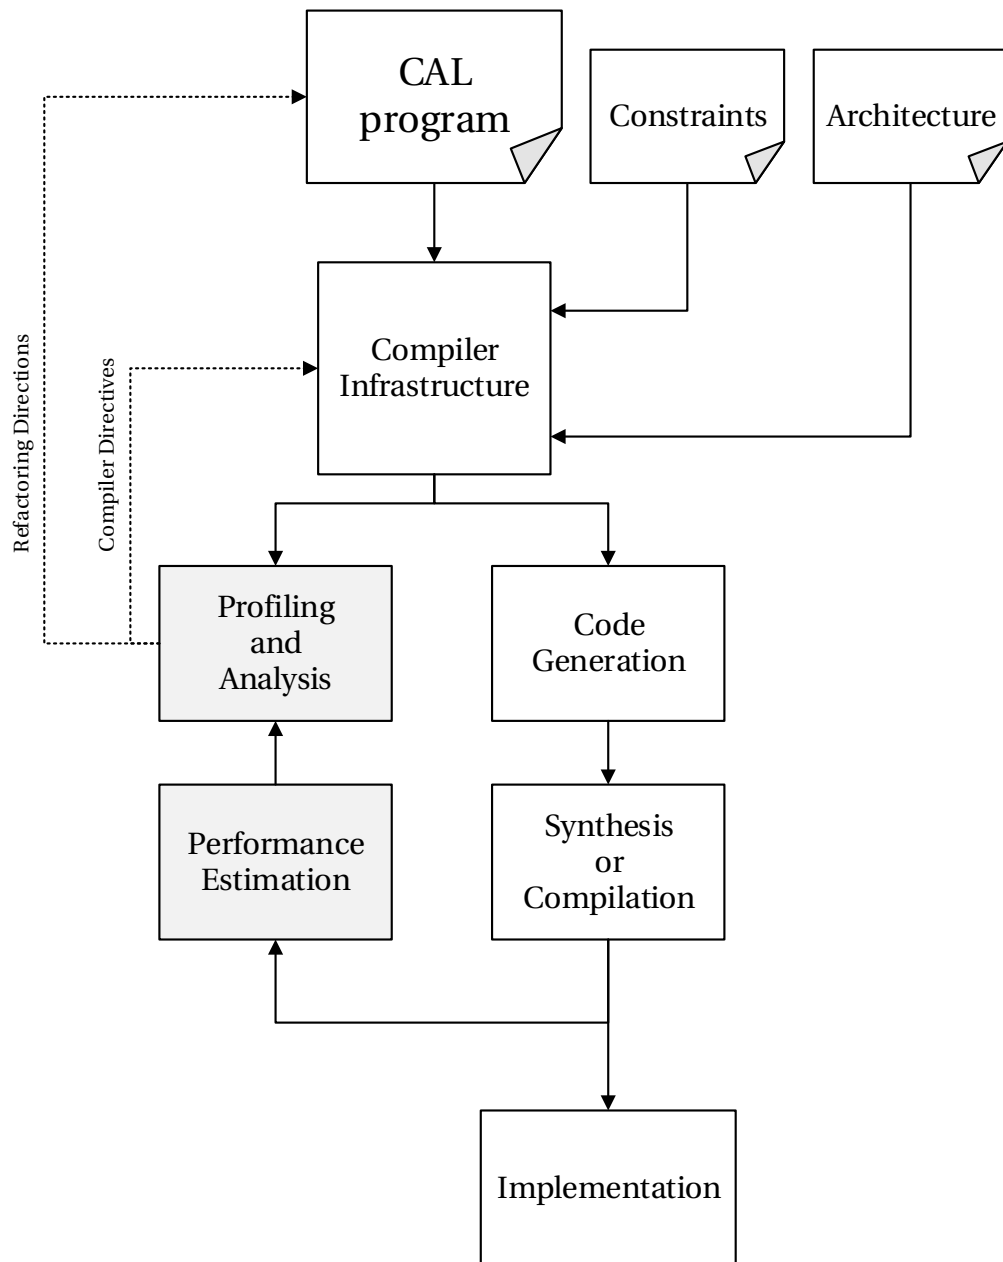 CAL
program
Constraints
Architecture
Compiler
Infrastructure
Refactoring Directions
Compiler Directives
Profiling
and
Analysis
Code
Generation
Performance
Estimation
Synthesis
or
Compilation
Implementation